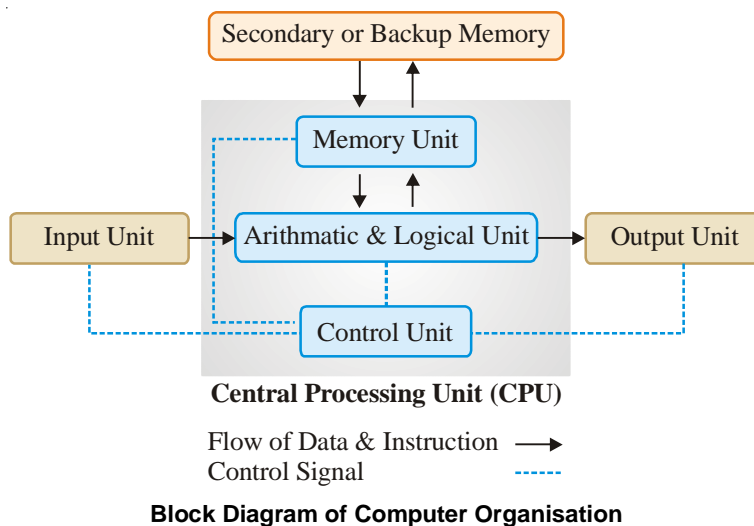 Secondary or Backup Memory
Memory Unit
Input Unit
Arithmatic & Logical Unit
Output Unit
Control Unit
Central Processing Unit (CPU)
Flow of Data & Instruction
Control Signal
Block Diagram of Computer Organisation